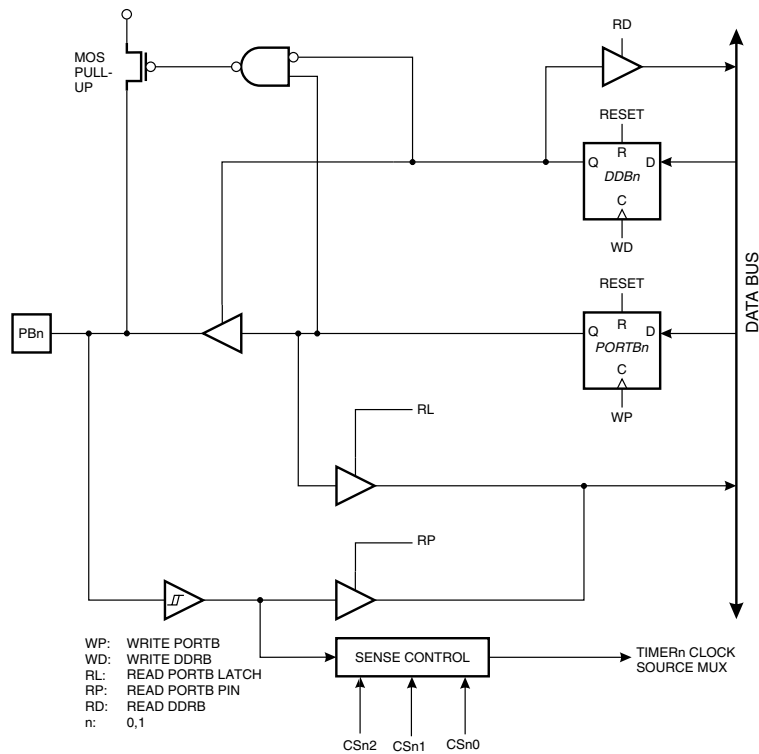 RD
MOS
PULL-
UP
RESET
R
Q
D
DDBn
C
WD
DATA BUS
RESET
PBn
R
Q
D
PORTBn
C
WP
RL
RP
WP: WRITE PORTB
WD: WRITE DDRB
RL: READ PORTB LATCH
RP: READ PORTB PIN
RD: READ DDRB
n: 0,1
SENSE CONTROL
TIMERn CLOCK
SOURCE MUX
CSn2
CSn1
CSn0